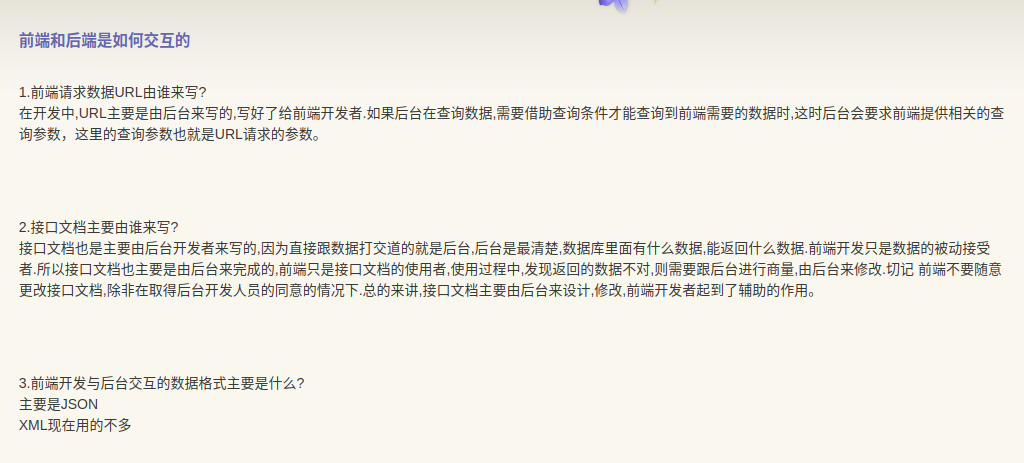 前端和后端是如何交互的
1.前端请求数据URL由谁来写?
在开发中,URL主要是由后台来写的,写好了给前端开发者.如果后台在查询数据,需要借助查询条件才能查询到前端需要的数据时,这时后台会要求前端提供相关的查
询参数，这里的查询参数也就是URL请求的参数。
2.接口文档主要由谁来写?
接口文档也是主要由后台开发者来写的,因为直接跟数据打交道的就是后台,后台是最清楚,数据库里面有什么数据,能返回什么数据.前端开发只是数据的被动接受
者.所以接口文档也主要是由后台来完成的,前端只是接口文档的使用者,使用过程中,发现返回的数据不对,则需要跟后台进行商量,由后台来修改.切记 前端不要随意
更改接口文档,除非在取得后台开发人员的同意的情况下.总的来讲,接口文档主要由后台来设计,修改,前端开发者起到了辅助的作用。
3.前端开发与后台交互的数据格式主要是什么?
主要是JSON
XML现在用的不多